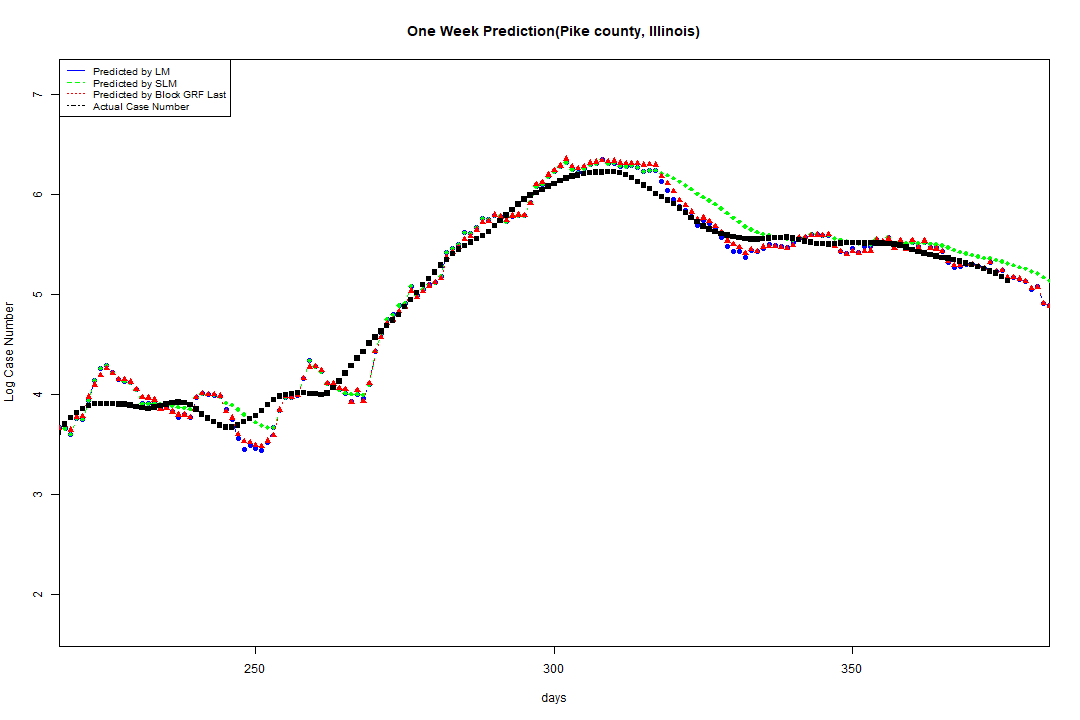 One Week Prediction(Pike county, Illinois)
Predicted by LM
Predicted by SLM
Predicted by Block GRF Last
Actual Case Number
7
6
5
4
3
2
Log Case Number
250 300 350
days